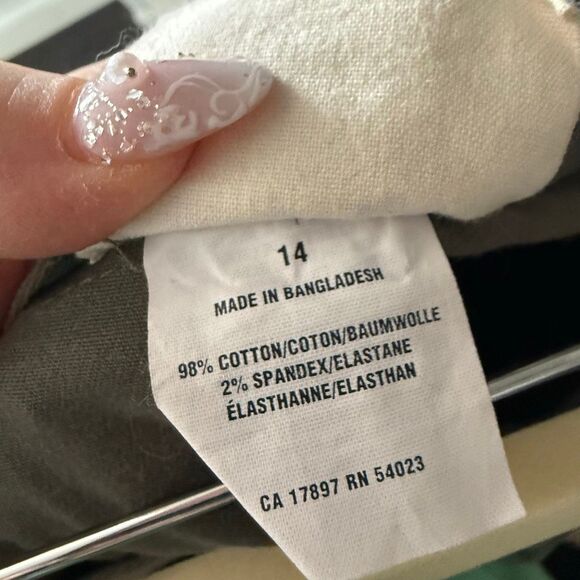 14
MADE IN BANGLADESH
98% COTTON/COTON/BAUMWOLLE
2% SPANDEX/ELASTANE
ÉLASTHANNE/ELASTHAN
CA 17897 RN 54023